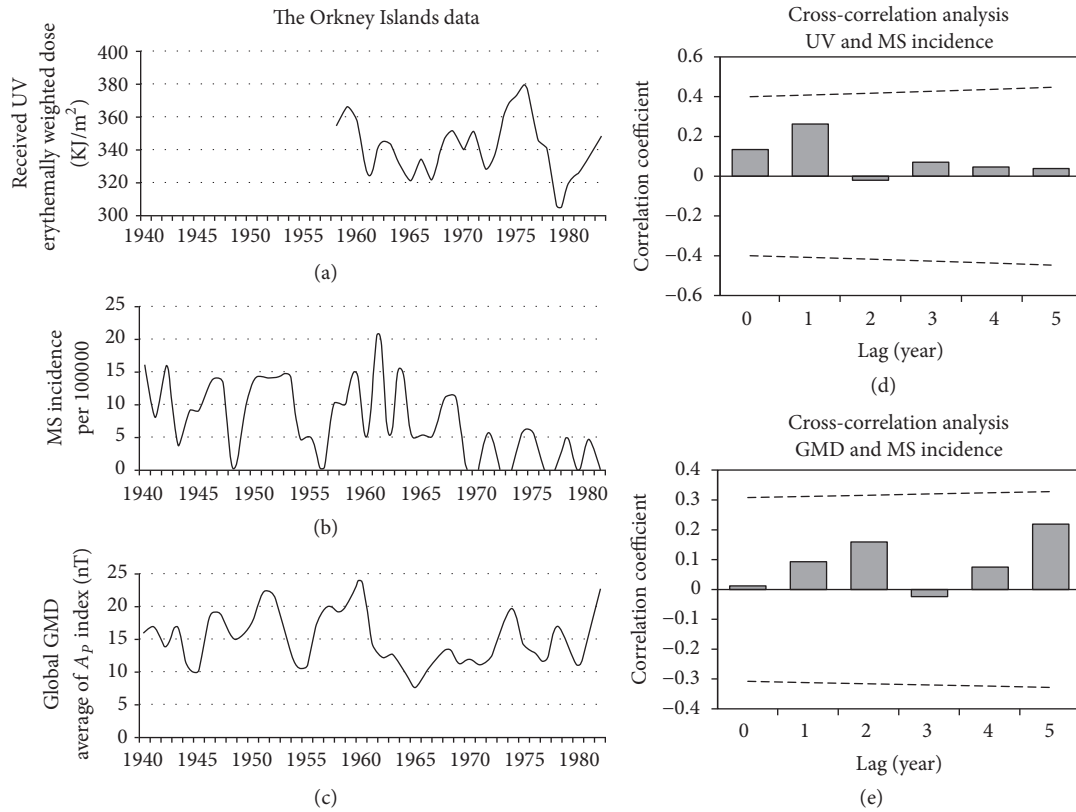 The Orkney Islands data
Received UV
erythemally weighted dose
(KJ/m²)
400
380
360
340
320
300
1940 1945 1950 1955 1960 1965 1970 1975 1980
(a)
MS incidence
per 100000
25
20
15
10
5
0
1940 1945 1950 1955 1960 1965 1970 1975 1980
(b)
Global GMD
average of Aₚ index (nT)
25
20
15
10
5
0
1940 1945 1950 1955 1960 1965 1970 1975 1980
(c)
Cross-correlation analysis
UV and MS incidence
Correlation coefficient
0.6
0.4
0.2
0
−0.2
−0.4
−0.6
0 1 2 3 4 5
Lag (year)
(d)
Cross-correlation analysis
GMD and MS incidence
Correlation coefficient
0.4
0.3
0.2
0.1
0
−0.1
−0.2
−0.3
−0.4
0 1 2 3 4 5
Lag (year)
(e)